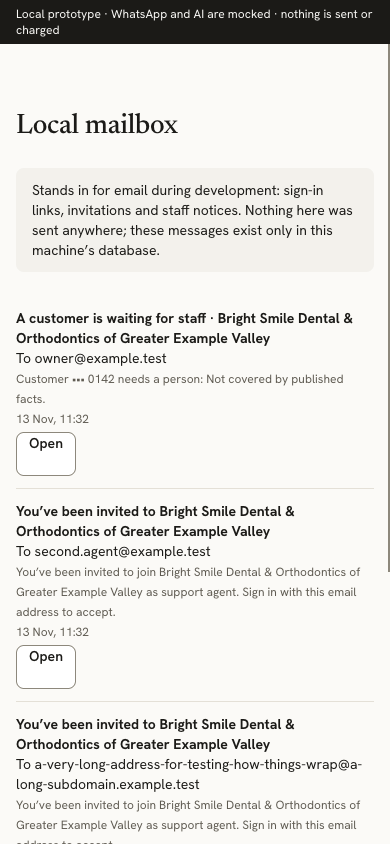 Local prototype · WhatsApp and AI are mocked · nothing is sent or
charged
Local mailbox
Stands in for email during development: sign-in
links, invitations and staff notices. Nothing here was
sent anywhere; these messages exist only in this
machine’s database.
A customer is waiting for staff · Bright Smile Dental &
Orthodontics of Greater Example Valley
To owner@example.test
Customer ••• 0142 needs a person: Not covered by published
facts.
13 Nov, 11:32
Open
You’ve been invited to Bright Smile Dental &
Orthodontics of Greater Example Valley
To second.agent@example.test
You’ve been invited to join Bright Smile Dental & Orthodontics of
Greater Example Valley as support agent. Sign in with this email
address to accept.
13 Nov, 11:32
Open
You’ve been invited to Bright Smile Dental &
Orthodontics of Greater Example Valley
To a-very-long-address-for-testing-how-things-wrap@a-
long-subdomain.example.test
You’ve been invited to join Bright Smile Dental & Orthodontics of
Greater Example Valley as support agent. Sign in with this email
address to accept.